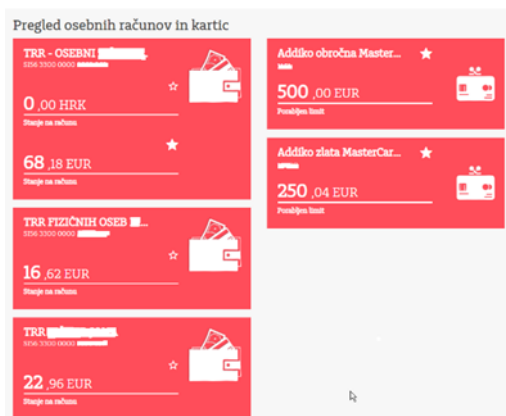 Pregled osebnih računov in kartic
TRR - OSEBNI
SI56 3300 0000
0 ,00 HRK
Stanje na računu
68 ,18 EUR
Stanje na računu
TRR FIZIČNIH OSEB
SI56 3300 0000
16 ,62 EUR
Stanje na računu
TRR
SI56 3300 0000
22 ,96 EUR
Stanje na računu
Addiko obročna Master...
500 ,00 EUR
Porabljen limit
Addiko zlata MasterCar...
250 ,04 EUR
Porabljen limit